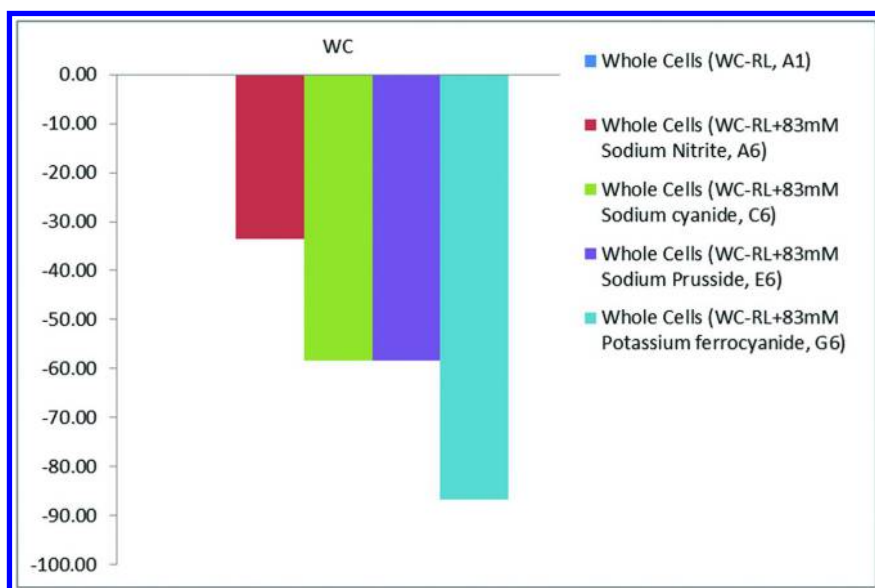 WC
0.00
-10.00
-20.00
-30.00
-40.00
-50.00
-60.00
-70.00
-80.00
-90.00
-100.00
Whole Cells (WC-RL, A1)
Whole Cells (WC-RL+83mM
Sodium Nitrite, A6)
Whole Cells (WC-RL+83mM
Sodium cyanide, C6)
Whole Cells (WC-RL+83mM
Sodium Prusside, E6)
Whole Cells (WC-RL+83mM
Potassium ferrocyanide, G6)